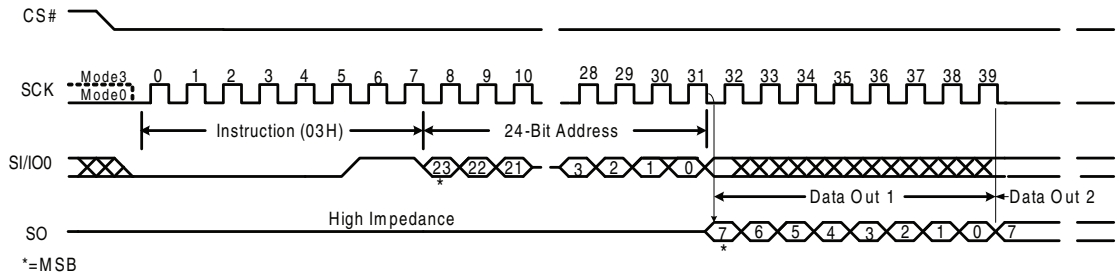 CS#
Mode3
SCK
Mode0
0 1 2 3 4 5 6 7 8 9 10 28 29 30 31 32 33 34 35 36 37 38 39
Instruction (03H)
24-Bit Address
SI/IO0
23 22 21 3 2 1 0
*
Data Out 1
Data Out 2
High Impedance
SO
7 6 5 4 3 2 1 0 7
*
*=MSB